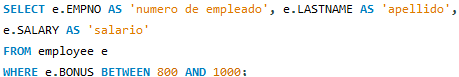 SELECT e.EMPNO AS 'numero de empleado', e.LASTNAME AS 'apellido',
e.SALARY AS 'salario'
FROM employee e
WHERE e.BONUS BETWEEN 800 AND 1000;